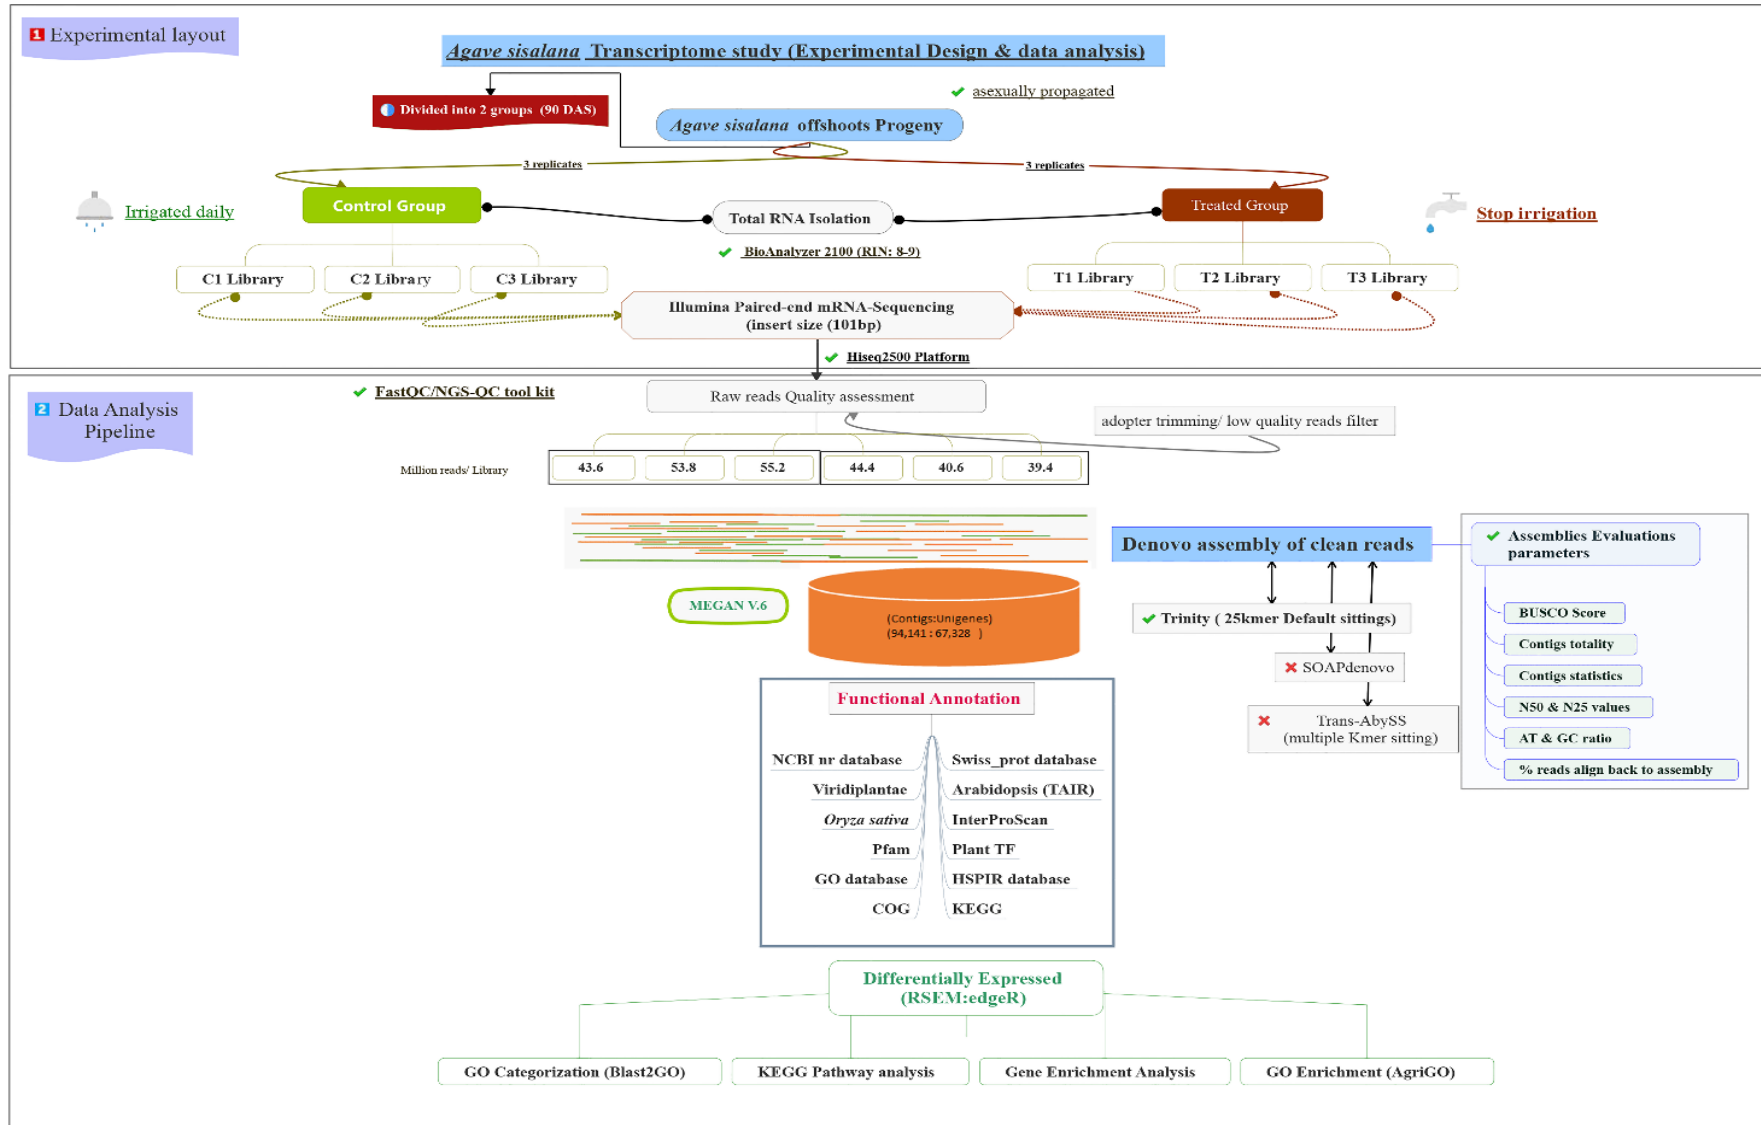 1 Experimental layout
Agave sisalana Transcriptome study (Experimental Design & data analysis)
asexually propagated
Divided into 2 groups (90 DAS)
Agave sisalana offshoots Progeny
3 replicates
3 replicates
Irrigated daily
Control Group
Total RNA Isolation
Treated Group
Stop irrigation
BioAnalyzer 2100 (RIN: 8-9)
C1 Library
C2 Library
C3 Library
T1 Library
T2 Library
T3 Library
Illumina Paired-end mRNA-Sequencing
(insert size (101bp)
Hiseq2500 Platform
2 Data Analysis
Pipeline
FastQC/NGS-QC tool kit
Raw reads Quality assessment
adopter trimming/ low quality reads filter
Million reads/ Library
43.6
53.8
55.2
44.4
40.6
39.4
Denovo assembly of clean reads
Assemblies Evaluations
parameters
MEGAN V.6
(Contigs:Unigenes)
(94,141 : 67,328 )
Trinity ( 25kmer Default sittings)
SOAPdenovo
Trans-AbySS
(multiple Kmer sitting)
BUSCO Score
Contigs totality
Contigs statistics
N50 & N25 values
AT & GC ratio
% reads align back to assembly
Functional Annotation
NCBI nr database
Swiss_prot database
Viridiplantae
Arabidopsis (TAIR)
Oryza sativa
InterProScan
Pfam
Plant TF
GO database
HSPIR database
COG
KEGG
Differentially Expressed
(RSEM:edgeR)
GO Categorization (Blast2GO)
KEGG Pathway analysis
Gene Enrichment Analysis
GO Enrichment (AgriGO)